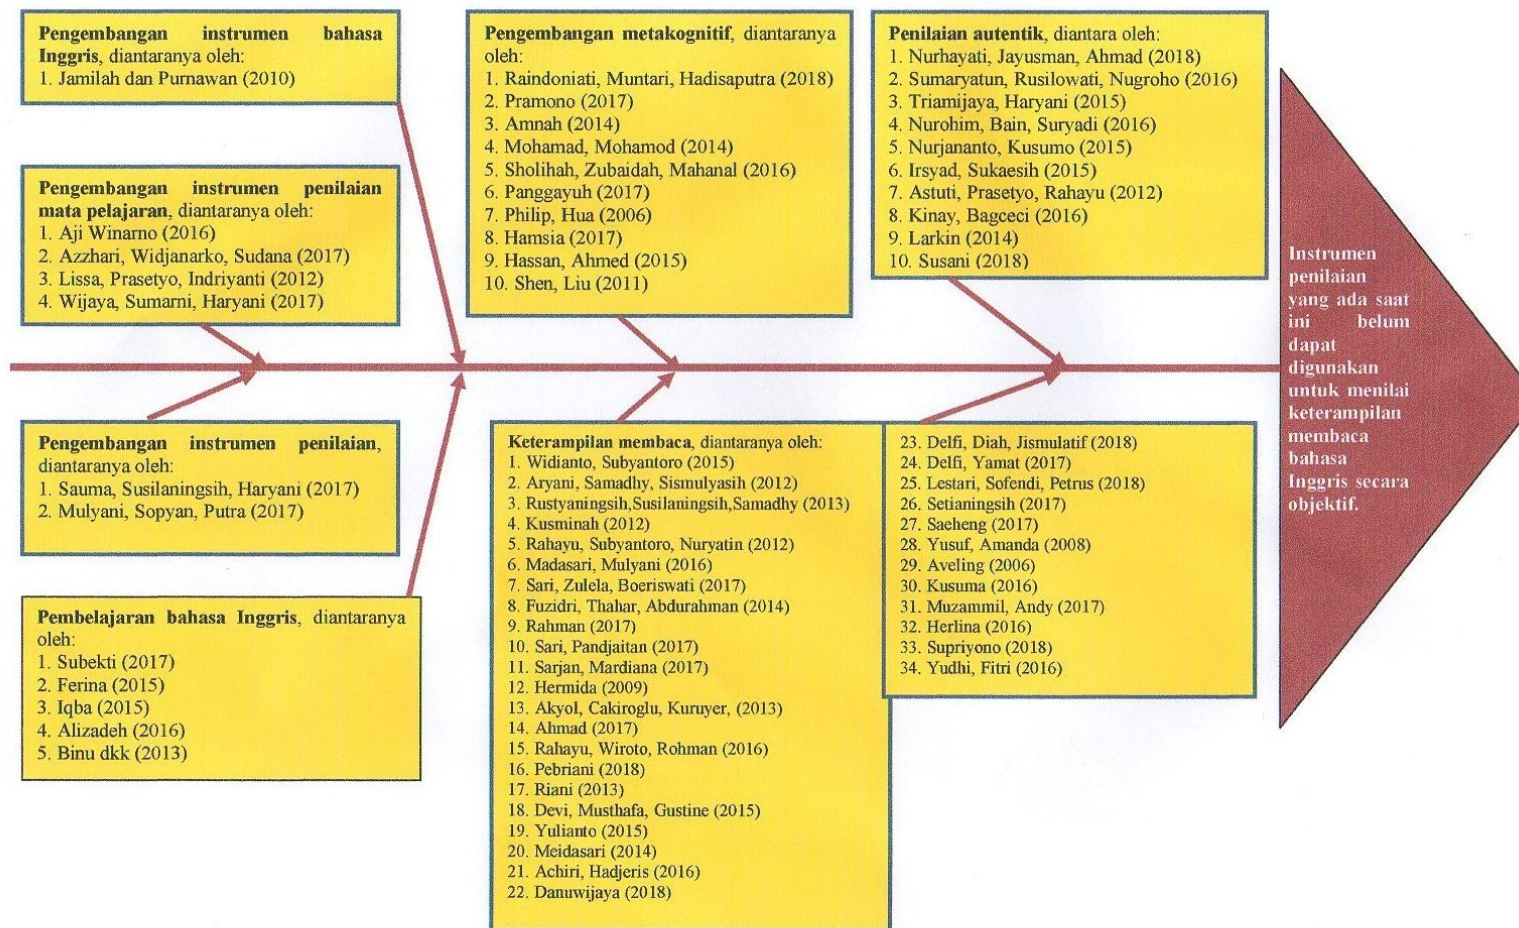 Pengembangan instrumen bahasa
Inggris, diantaranya oleh:
1. Jamilah dan Purnawan (2010)
Pengembangan instrumen penilaian
mata pelajaran, diantaranya oleh:
1. Aji Winarno (2016)
2. Azzhari, Widjanarko, Sudana (2017)
3. Lissa, Prasetyo, Indriyanti (2012)
4. Wijaya, Sumarni, Haryani (2017)
Pengembangan metakognitif, diantaranya
oleh:
1. Raindoniati, Muntari, Hadisaputra (2018)
2. Pramono (2017)
3. Amnah (2014)
4. Mohamad, Mohamod (2014)
5. Sholihah, Zubaidah, Mahanal (2016)
6. Panggayuh (2017)
7. Philip, Hua (2006)
8. Hamsia (2017)
9. Hassan, Ahmed (2015)
10. Shen, Liu (2011)
Penilaian autentik, diantara oleh:
1. Nurhayati, Jayusman, Ahmad (2018)
2. Sumaryatun, Rusilowati, Nugroho (2016)
3. Triamijaya, Haryani (2015)
4. Nurohim, Bain, Suryadi (2016)
5. Nurjananto, Kusumo (2015)
6. Irsyad, Sukaesih (2015)
7. Astuti, Prasetyo, Rahayu (2012)
8. Kinay, Bagceci (2016)
9. Larkin (2014)
10. Susani (2018)
Instrumen
penilaian
yang ada saat
ini belum
dapat
digunakan
untuk menilai
keterampilan
membaca
bahasa
Inggris secara
objektif.
Pengembangan instrumen penilaian,
diantaranya oleh:
1. Sauma, Susilaningsih, Haryani (2017)
2. Mulyani, Sopyan, Putra (2017)
Pembelajaran bahasa Inggris, diantaranya
oleh:
1. Subekti (2017)
2. Ferina (2015)
3. Iqba (2015)
4. Alizadeh (2016)
5. Binu dkk (2013)
Keterampilan membaca, diantaranya oleh:
1. Widianto, Subyantoro (2015)
2. Aryani, Samadhy, Sismulyasih (2012)
3. Rustyaningsih,Susilaningsih,Samadhy (2013)
4. Kusminah (2012)
5. Rahayu, Subyantoro, Nuryatin (2012)
6. Madasari, Mulyani (2016)
7. Sari, Zulela, Boeriswati (2017)
8. Fuzidri, Thahar, Abdurahman (2014)
9. Rahman (2017)
10. Sari, Pandjaitan (2017)
11. Sarjan, Mardiana (2017)
12. Hermida (2009)
13. Akyol, Cakiroglu, Kuruyer, (2013)
14. Ahmad (2017)
15. Rahayu, Wiroto, Rohman (2016)
16. Pebriani (2018)
17. Riani (2013)
18. Devi, Musthafa, Gustine (2015)
19. Yulianto (2015)
20. Meidasari (2014)
21. Achiri, Hadjeris (2016)
22. Danuwijaya (2018)
23. Delfi, Diah, Jismulatif (2018)
24. Delfi, Yamat (2017)
25. Lestari, Sofendi, Petrus (2018)
26. Setianingsih (2017)
27. Saeheng (2017)
28. Yusuf, Amanda (2008)
29. Aveling (2006)
30. Kusuma (2016)
31. Muzammil, Andy (2017)
32. Herlina (2016)
33. Supriyono (2018)
34. Yudhi, Fitri (2016)